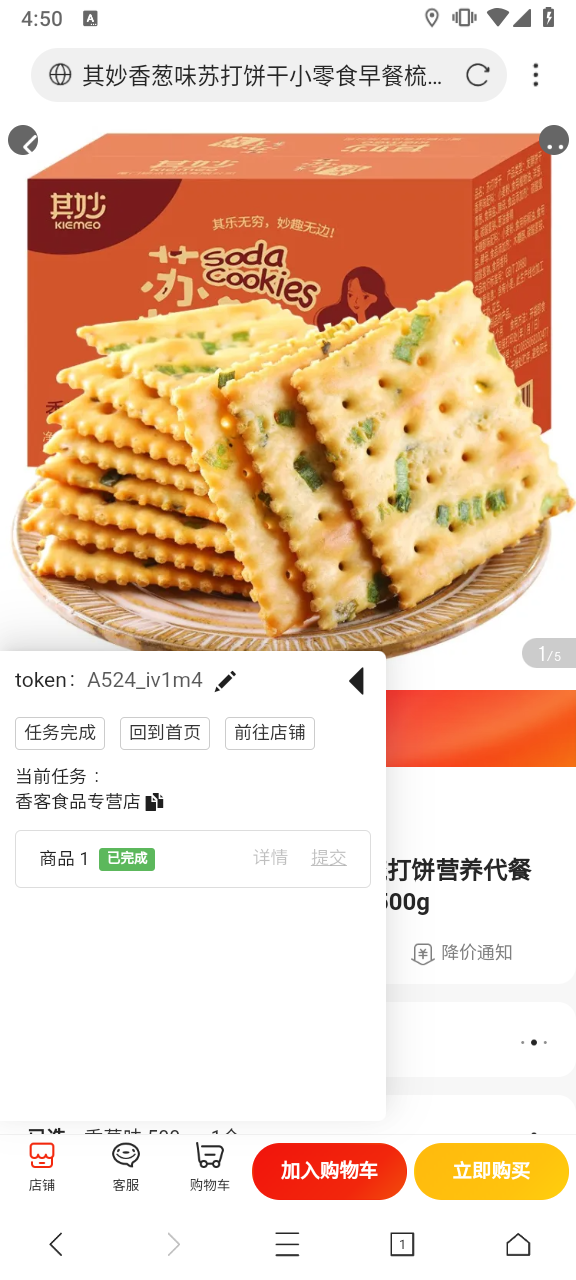 4:50
其妙香葱味苏打饼干小零食早餐梳...
其妙
KIEMEO
其乐无穷，妙趣无边!
苏
soda
cookies
1/5
token: A524_iv1m4
任务完成 回到首页 前往店铺
当前任务：
香客食品专营店
商品 1 已完成 详情 提交
打饼营养代餐
500g
降价通知
店铺 客服 购物车 加入购物车 立即购买
1